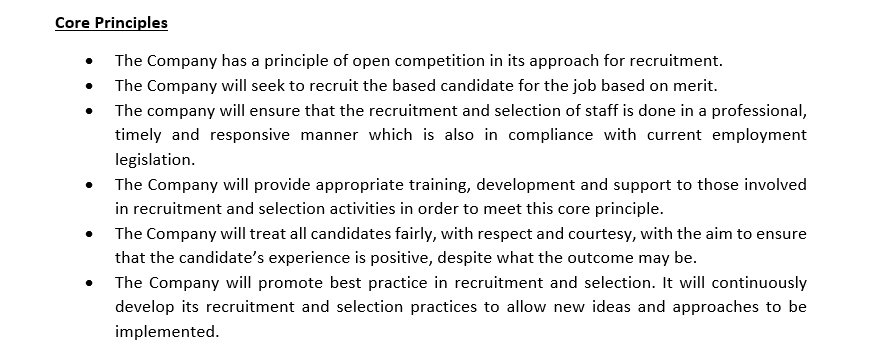 Core Principles
• The Company has a principle of open competition in its approach for recruitment.
• The Company will seek to recruit the based candidate for the job based on merit.
• The company will ensure that the recruitment and selection of staff is done in a professional,
timely and responsive manner which is also in compliance with current employment
legislation.
• The Company will provide appropriate training, development and support to those involved
in recruitment and selection activities in order to meet this core principle.
• The Company will treat all candidates fairly, with respect and courtesy, with the aim to ensure
that the candidate’s experience is positive, despite what the outcome may be.
• The Company will promote best practice in recruitment and selection. It will continuously
develop its recruitment and selection practices to allow new ideas and approaches to be
implemented.